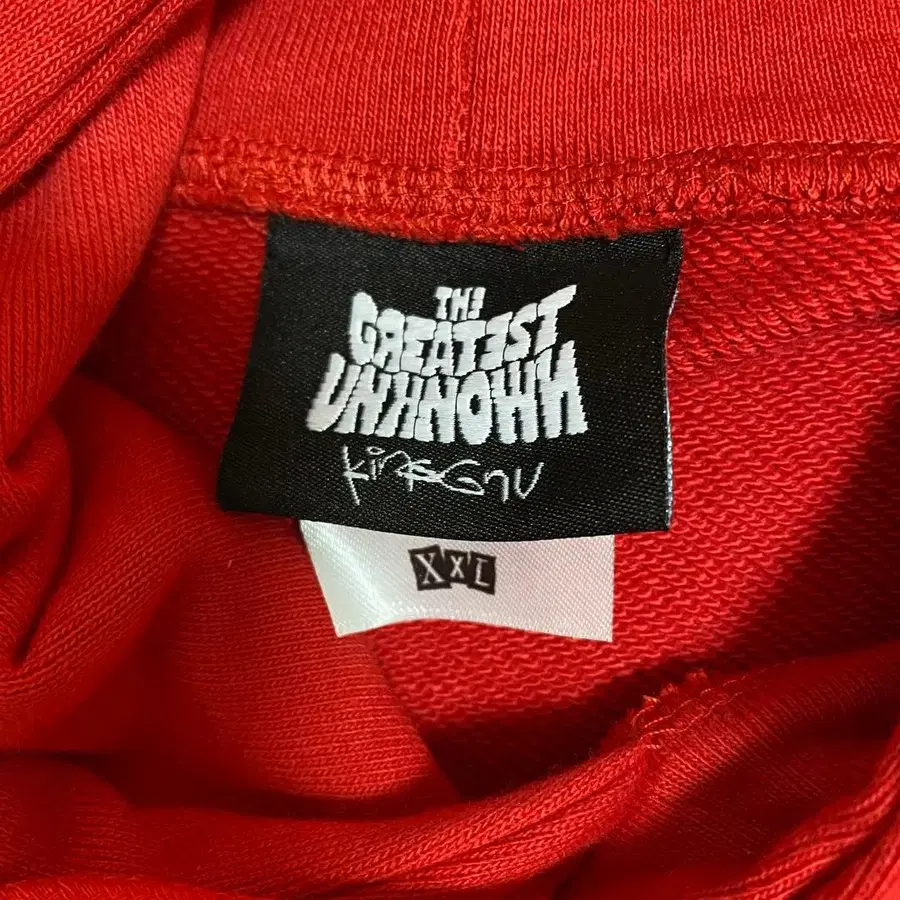 THE
GREATEST
UNKNOWN
King Gnu
XXL